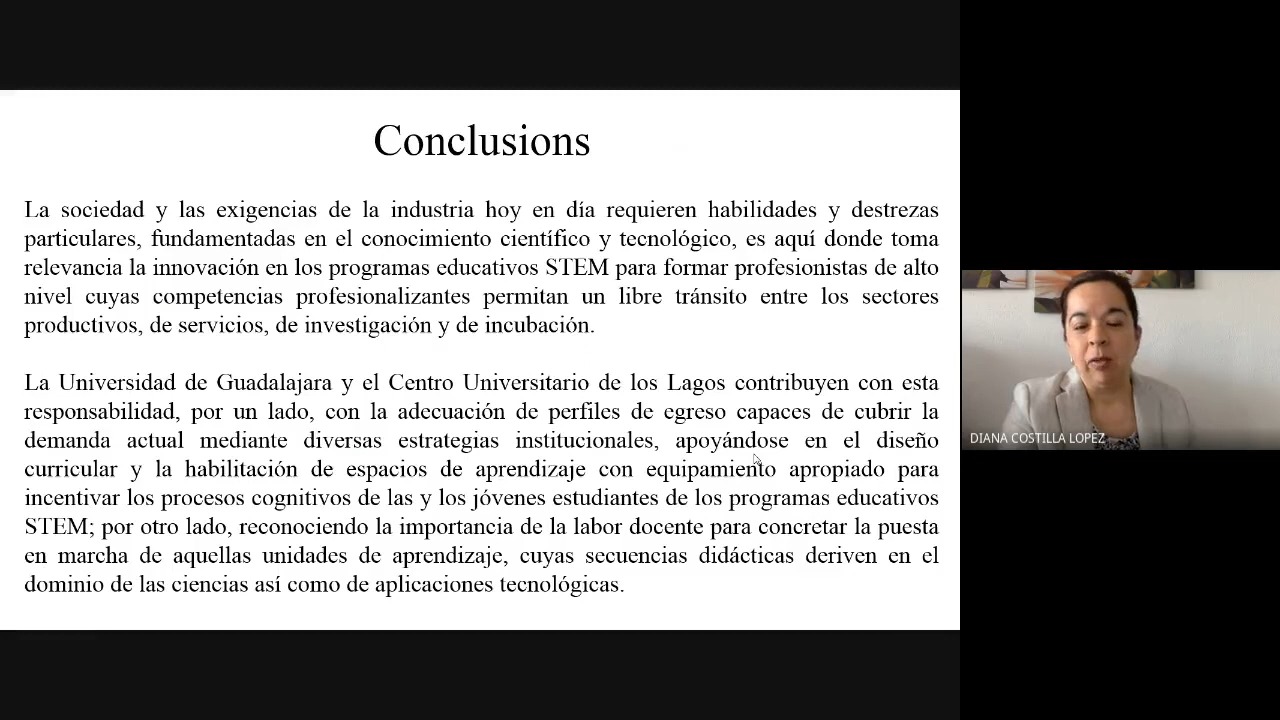 Conclusions
La sociedad y las exigencias de la industria hoy en día requieren habilidades y destrezas
particulares, fundamentadas en el conocimiento científico y tecnológico, es aquí donde toma
relevancia la innovación en los programas educativos STEM para formar profesionistas de alto
nivel cuyas competencias profesionalizantes permitan un libre tránsito entre los sectores
productivos, de servicios, de investigación y de incubación.
La Universidad de Guadalajara y el Centro Universitario de los Lagos contribuyen con esta
responsabilidad, por un lado, con la adecuación de perfiles de egreso capaces de cubrir la
demanda actual mediante diversas estrategias institucionales, apoyándose en el diseño
curricular y la habilitación de espacios de aprendizaje con equipamiento apropiado para
incentivar los procesos cognitivos de las y los jóvenes estudiantes de los programas educativos
STEM; por otro lado, reconociendo la importancia de la labor docente para concretar la puesta
en marcha de aquellas unidades de aprendizaje, cuyas secuencias didácticas deriven en el
dominio de las ciencias así como de aplicaciones tecnológicas.
DIANA COSTILLA LOPEZ